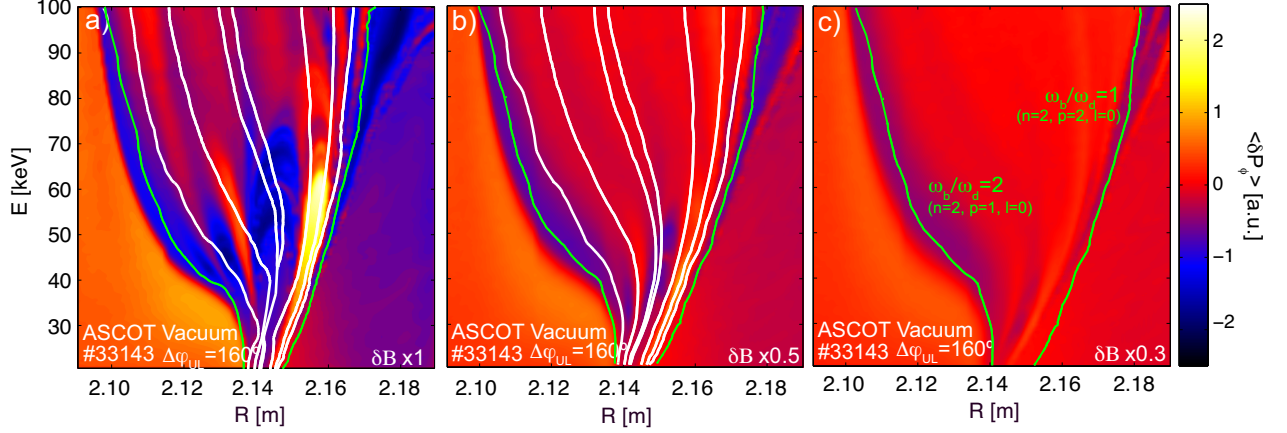 a)
b)
c)
E [keV]
100
90
80
70
60
50
40
30
ASCOT Vacuum
#33143 Δφ_UL=160º
δB x1
2.10 2.12 2.14 2.16 2.18
R [m]
ASCOT Vacuum
#33143 Δφ_UL=160º
δB x0.5
2.10 2.12 2.14 2.16 2.18
R [m]
ω_b/ω_d=1
(n=2, p=2, l=0)
ω_b/ω_d=2
(n=2, p=1, l=0)
ASCOT Vacuum
#33143 Δφ_UL=160º
δB x0.3
2.10 2.12 2.14 2.16 2.18
R [m]
2
1
0
-1
-2
<δP_ϕ> [a.u.]